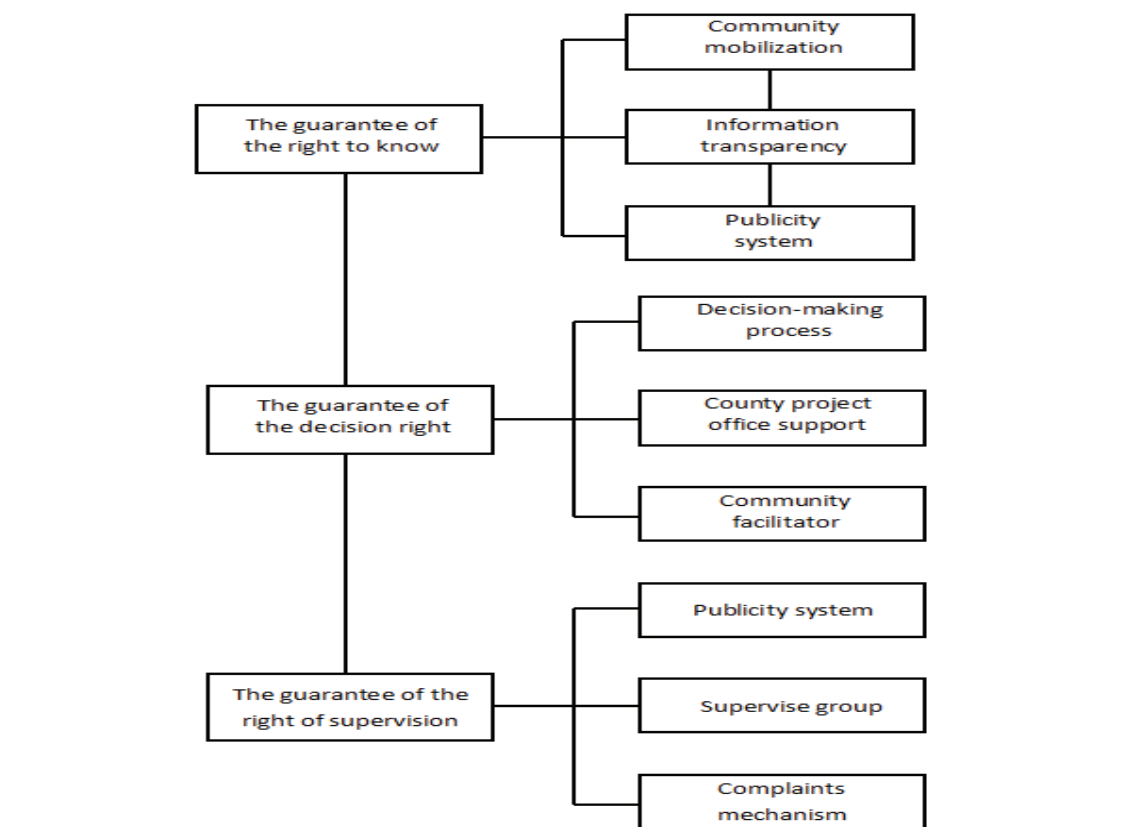 Community
mobilization
The guarantee of
the right to know
Information
transparency
Publicity
system
Decision-making
process
The guarantee of
the decision right
County project
office support
Community
facilitator
Publicity system
The guarantee of the
right of supervision
Supervise group
Complaints
mechanism